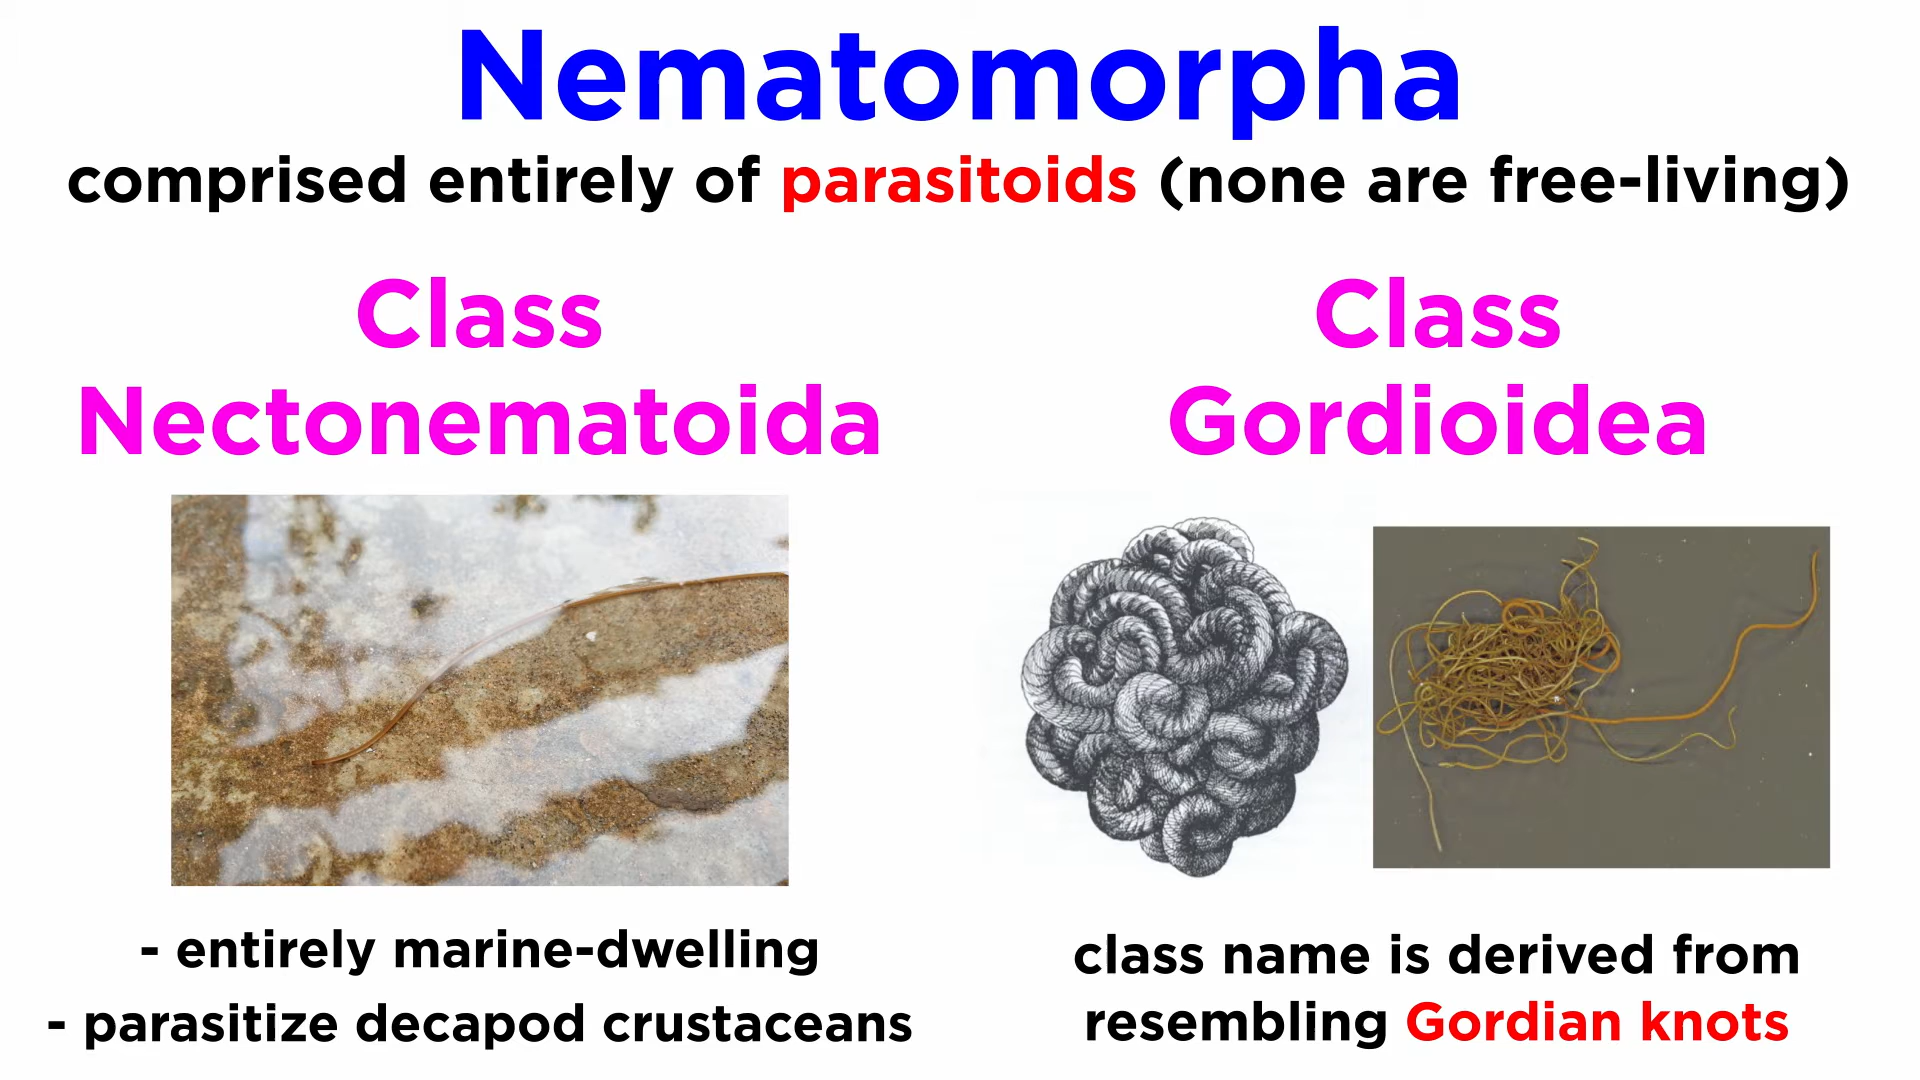 Nematomorpha
comprised entirely of parasitoids (none are free-living)
Class
Nectonematoida
- entirely marine-dwelling
- parasitize decapod crustaceans
Class
Gordioidea
class name is derived from
resembling Gordian knots